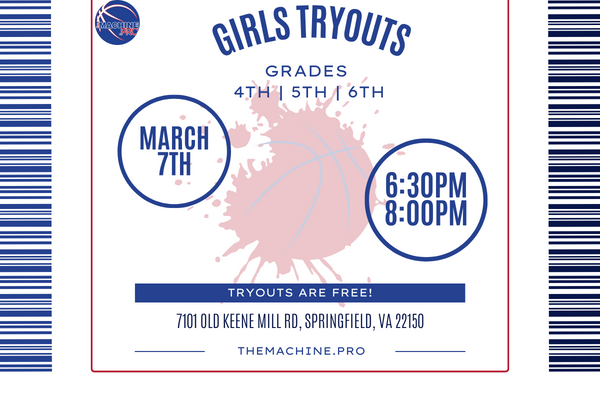 MACHINE
PRO
GIRLS TRYOUTS
GRADES
4TH | 5TH | 6TH
MARCH
7TH
6:30PM
8:00PM
TRYOUTS ARE FREE!
7101 OLD KEENE MILL RD, SPRINGFIELD, VA 22150
THEMACHINE.PRO